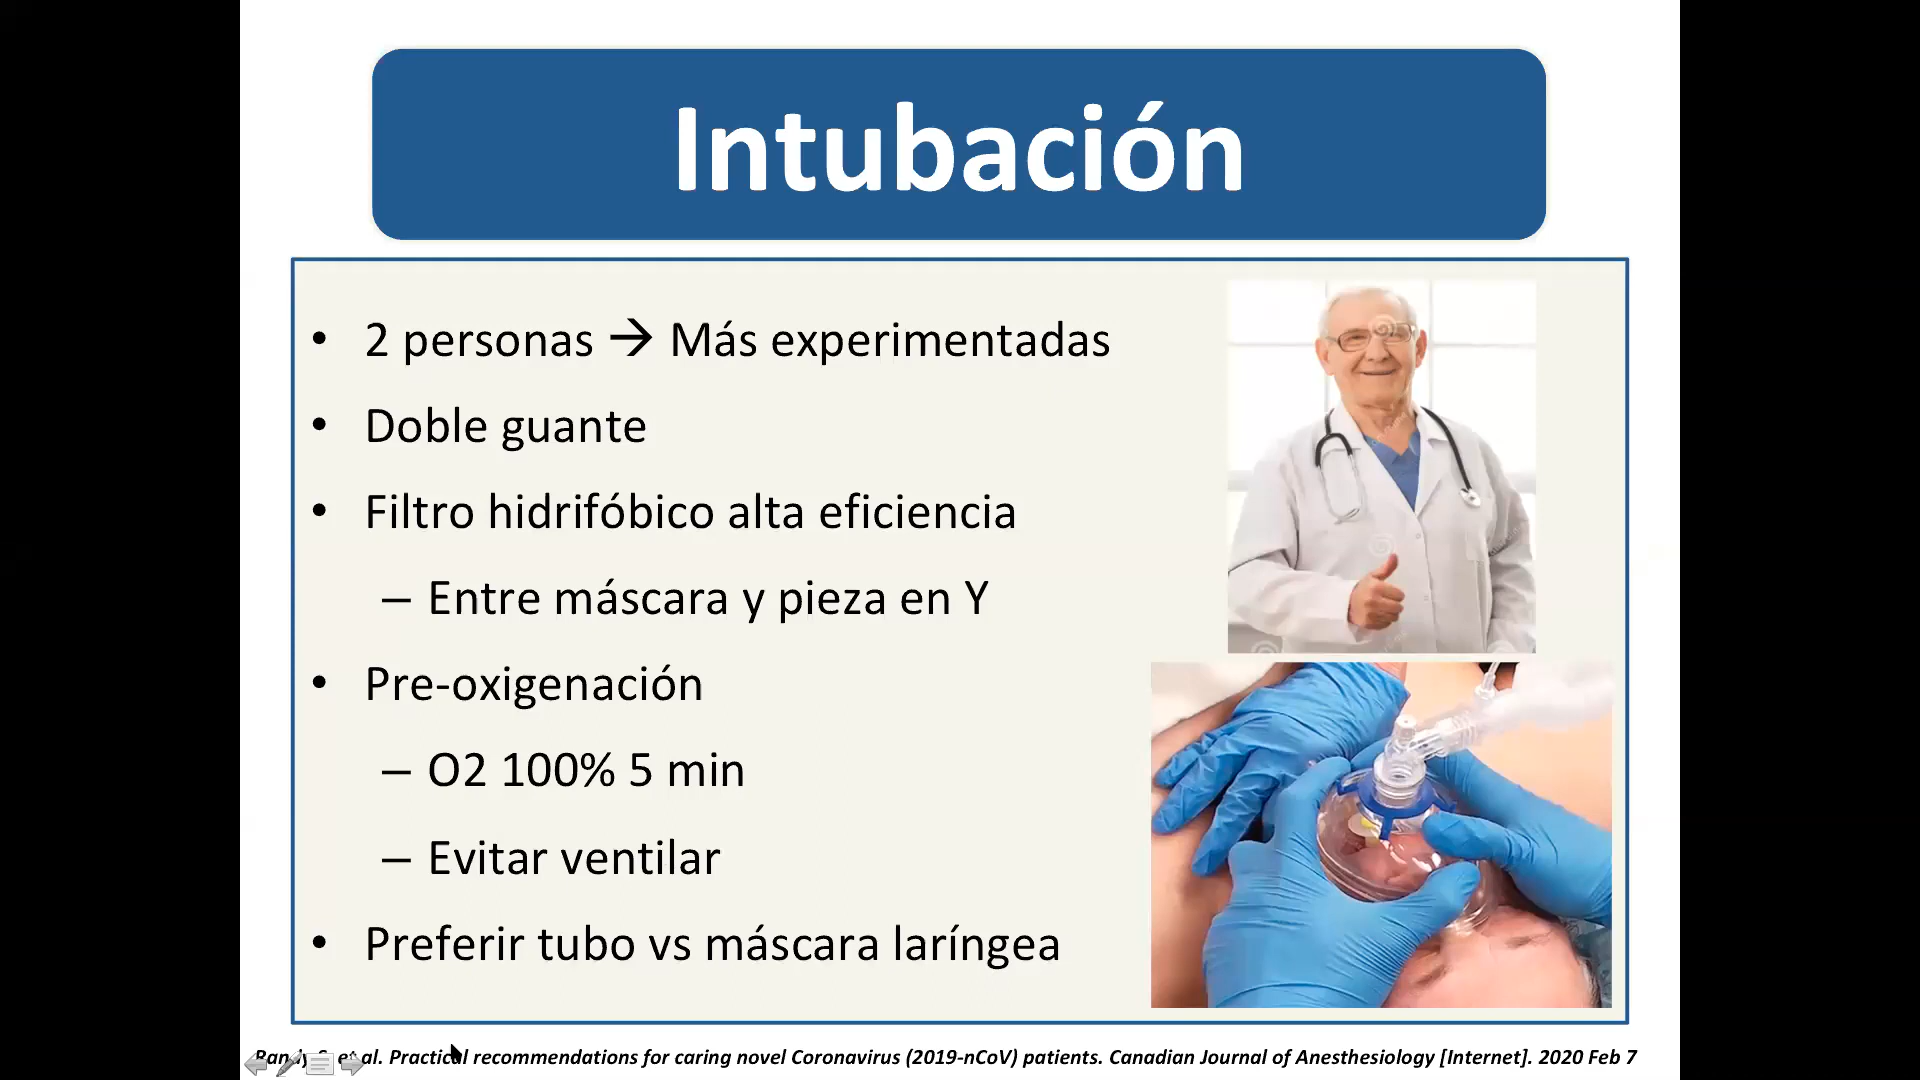 Intubación
• 2 personas → Más experimentadas
• Doble guante
• Filtro hidrifóbico alta eficiencia
– Entre máscara y pieza en Y
• Pre-oxigenación
– O2 100% 5 min
– Evitar ventilar
• Preferir tubo vs máscara laríngea
et al. Practical recommendations for caring novel Coronavirus (2019-nCoV) patients. Canadian Journal of Anesthesiology [Internet]. 2020 Feb 7